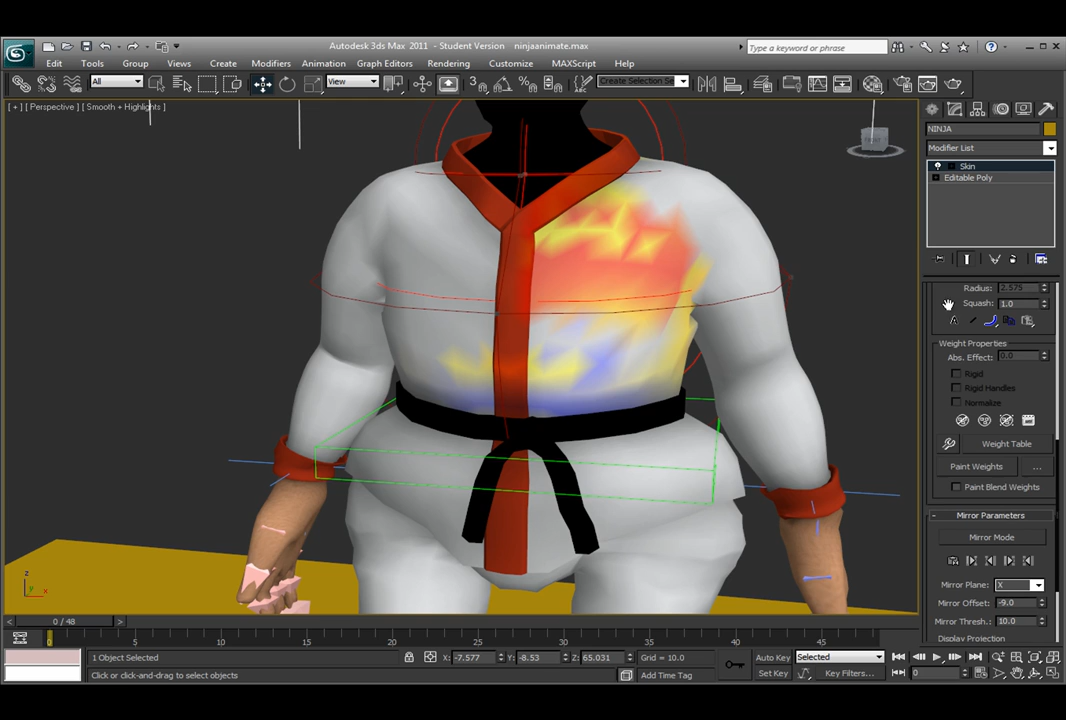 Autodesk 3ds Max 2011 - Student Version ninjaanimate.max
Type a keyword or phrase
Edit Tools Group Views Create Modifiers Animation Graph Editors Rendering Customize MAXScript Help
All View Create Selection Se
[ + ] [ Perspective ] [ Smooth + Highlights ]
NINJA
Modifier List
Skin
Editable Poly
Radius: 2.575
Squash: 1.0
Weight Properties
Abs. Effect: 0.0
Rigid
Rigid Handles
Normalize
Weight Table
Paint Weights ...
Paint Blend Weights
- Mirror Parameters
Mirror Mode
Mirror Plane: X
Mirror Offset: -9.0
Mirror Thresh.: 10.0
Display Projection
z
y
x
< 0 / 48 >
0 5 10 15 20 25 30 35 40 45
1 Object Selected X: -7.577 Y: -8.53 Z: 65.031 Grid = 10.0 Auto Key Selected
Click or click-and-drag to select objects Add Time Tag Set Key Key Filters... 0